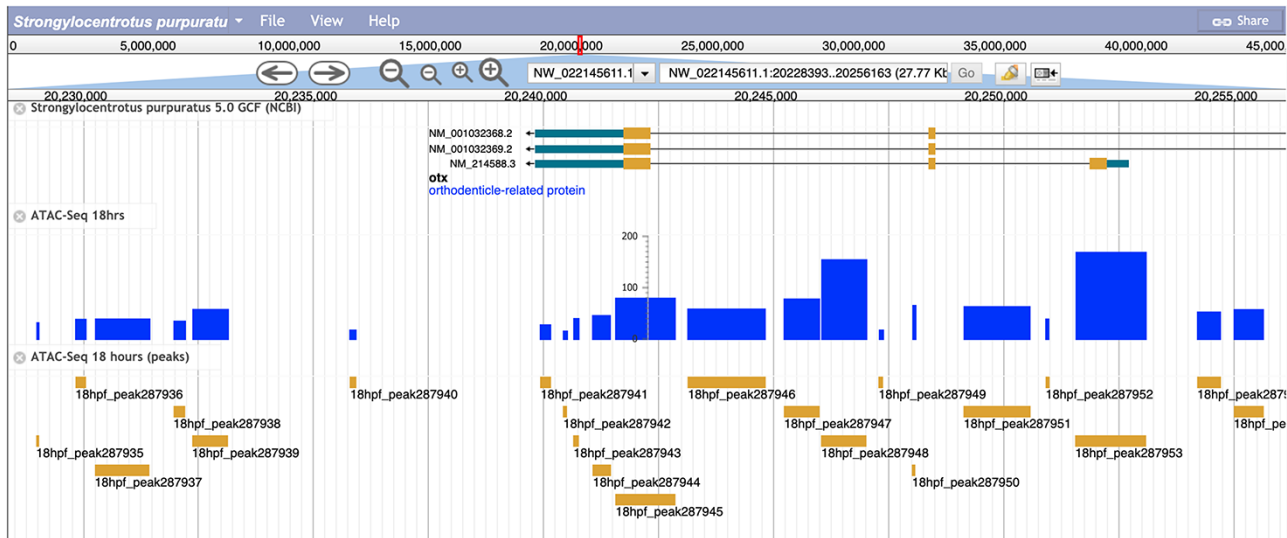 Strongylocentrotus purpuratu File View Help Share
0 5,000,000 10,000,000 15,000,000 20,000,000 25,000,000 30,000,000 35,000,000 40,000,000 45,000,
NW_022145611.1 NW_022145611.1:20228393..20256163 (27.77 Kb Go
20,230,000 20,235,000 20,240,000 20,245,000 20,250,000 20,255,000
Strongylocentrotus purpuratus 5.0 GCF (NCBI)
NM_001032368.2
NM_001032369.2
NM_214588.3
otx
orthodenticle-related protein
ATAC-Seq 18hrs
200
100
0
ATAC-Seq 18 hours (peaks)
18hpf_peak287936 18hpf_peak287940 18hpf_peak287941 18hpf_peak287946 18hpf_peak287949 18hpf_peak287952 18hpf_peak2879
18hpf_peak287938 18hpf_peak287942 18hpf_peak287947 18hpf_peak287951 18hpf_pe
18hpf_peak287935 18hpf_peak287939 18hpf_peak287943 18hpf_peak287948 18hpf_peak287953
18hpf_peak287937 18hpf_peak287944 18hpf_peak287950
18hpf_peak287945